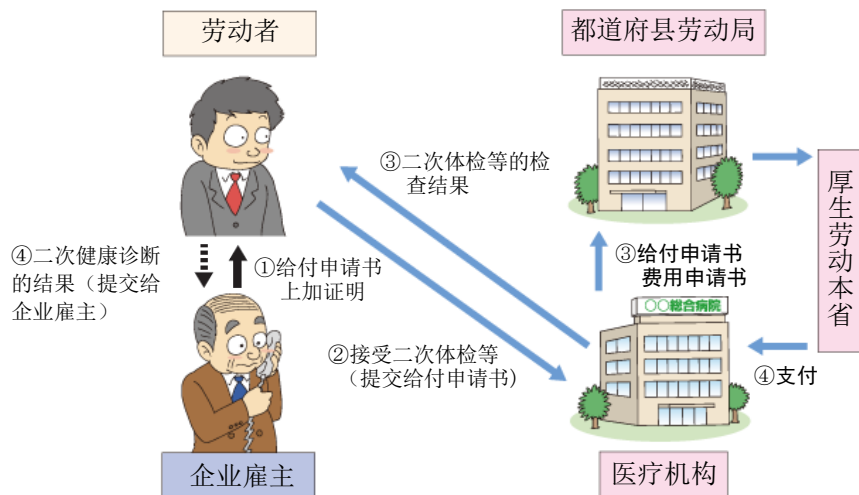 劳动者
都道府县劳动局
③二次体检等的检
查结果
厚生劳动本省
④二次健康诊断
的结果（提交给
企业雇主）
①给付申请书
上加证明
③给付申请书
费用申请书
〇〇総合病院
②接受二次体检等
（提交给付申请书）
④支付
企业雇主
医疗机构